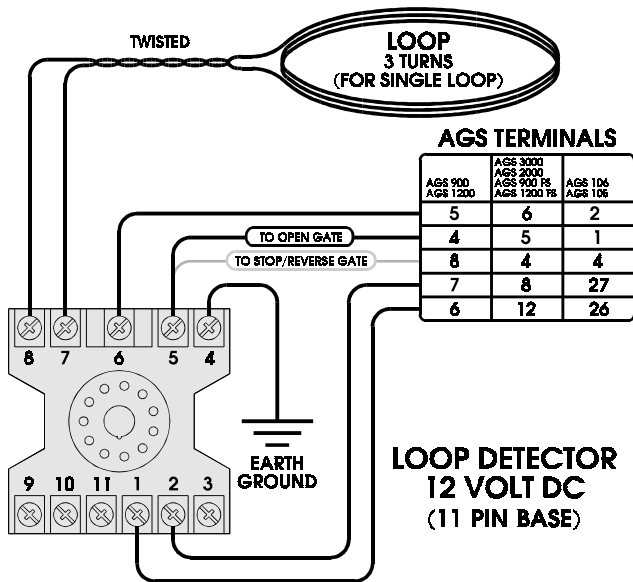 TWISTED
LOOP
3 TURNS
(FOR SINGLE LOOP)
AGS TERMINALS
AGS 900
AGS 1200
AGS 3000
AGS 2000
AGS 900 FS
AGS 1200 FS
AGS 106
AGS 105
5 6 2
4 5 1
8 4 4
7 8 27
6 12 26
TO OPEN GATE
TO STOP/REVERSE GATE
8 7 6 5 4
9 10 11 1 2 3
EARTH
GROUND
LOOP DETECTOR
12 VOLT DC
(11 PIN BASE)